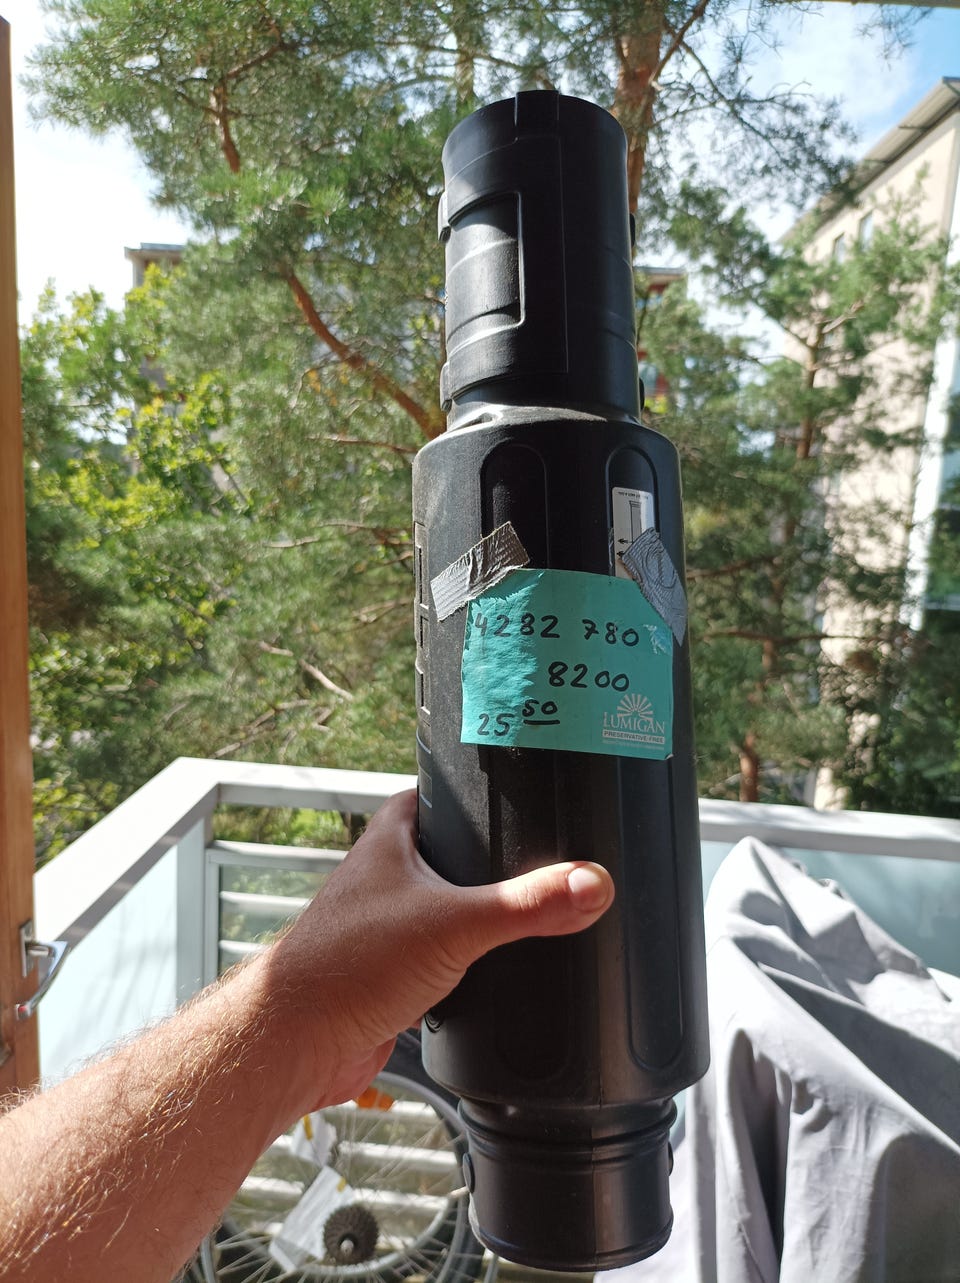 4282 780
8200
25 50
LUMIGAN
PRESERVATIVE-FREE